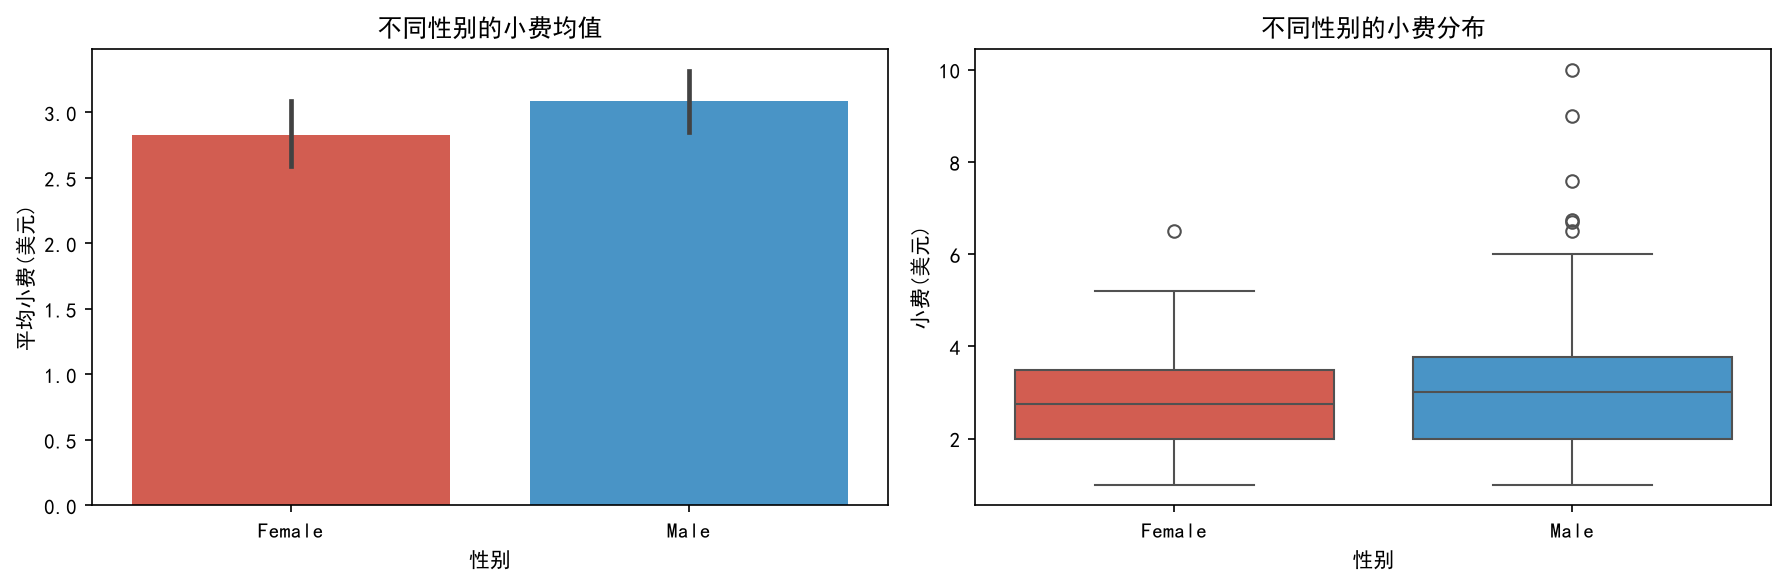 不同性别的小费均值
平均小费(美元)
3.0
2.5
2.0
1.5
1.0
0.5
0.0
Female
Male
性别
不同性别的小费分布
小费(美元)
10
8
6
4
2
Female
Male
性别